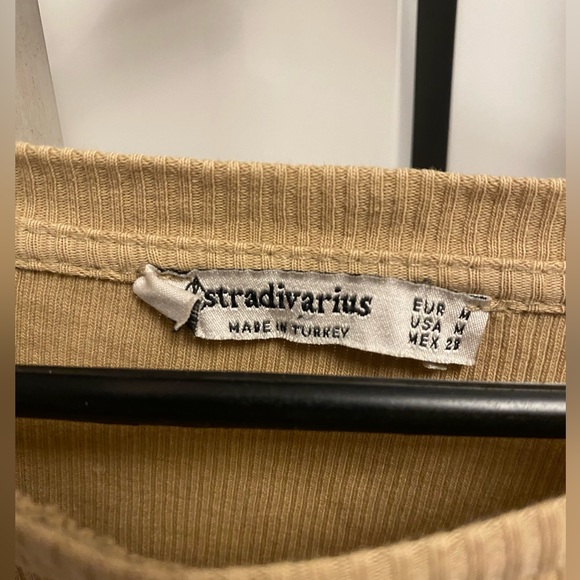 stradivarius
MADE IN TURKEY
EUR M
USA M
MEX 28